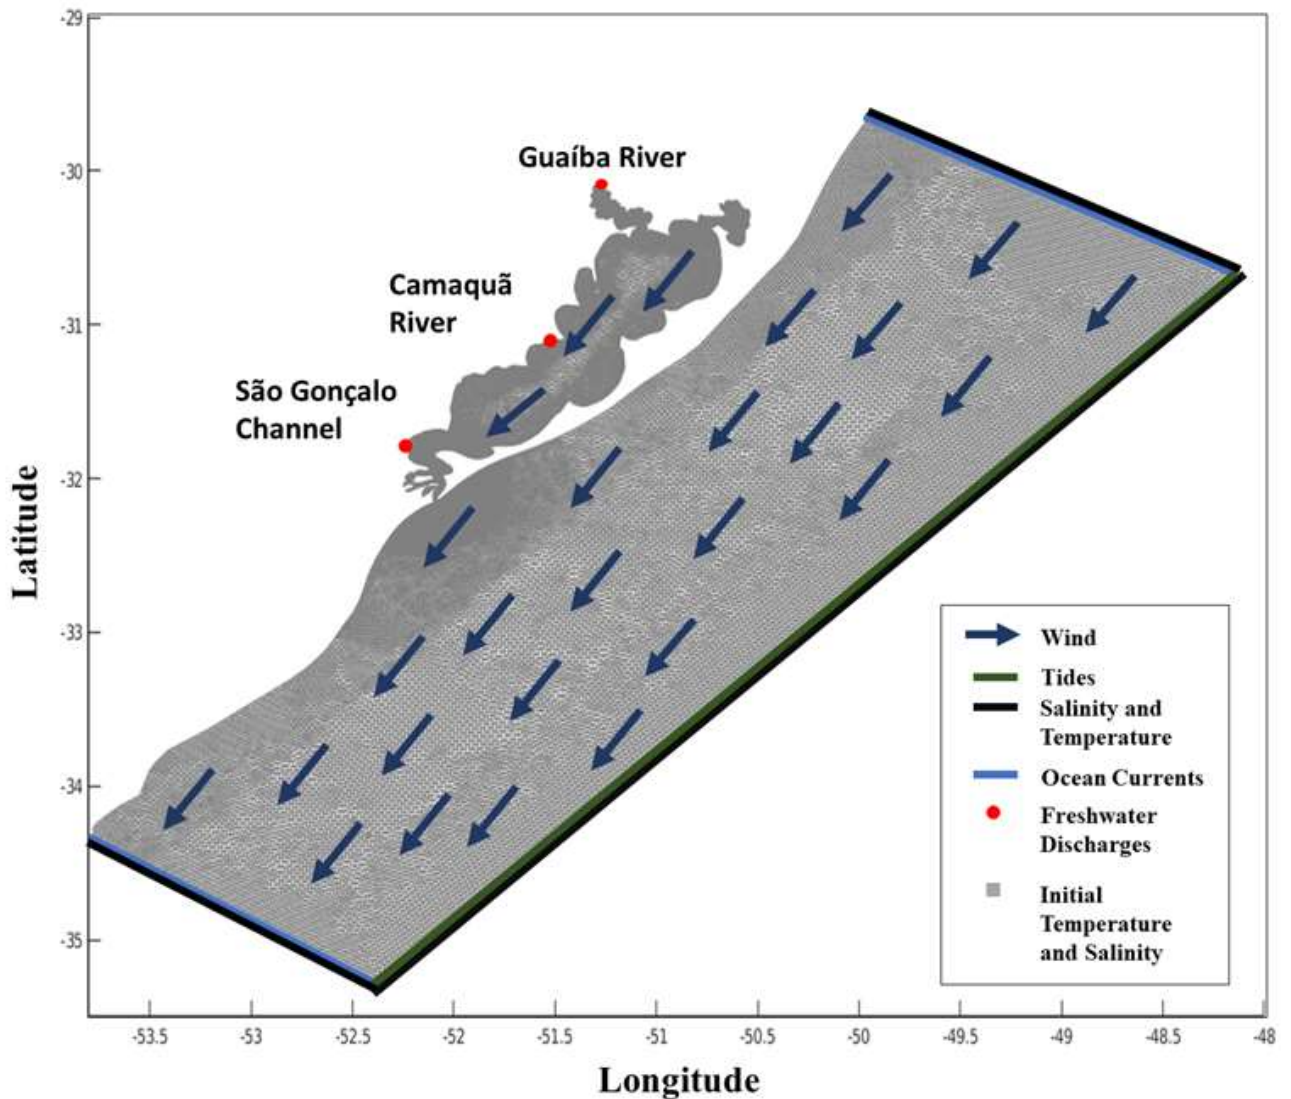 -29
-30
-31
-32
-33
-34
-35
Latitude
Guaíba River
Camaquã
River
São Gonçalo
Channel
Wind
Tides
Salinity and
Temperature
Ocean Currents
Freshwater
Discharges
Initial
Temperature
and Salinity
-53.5 -53 -52.5 -52 -51.5 -51 -50.5 -50 -49.5 -49 -48.5 -48
Longitude